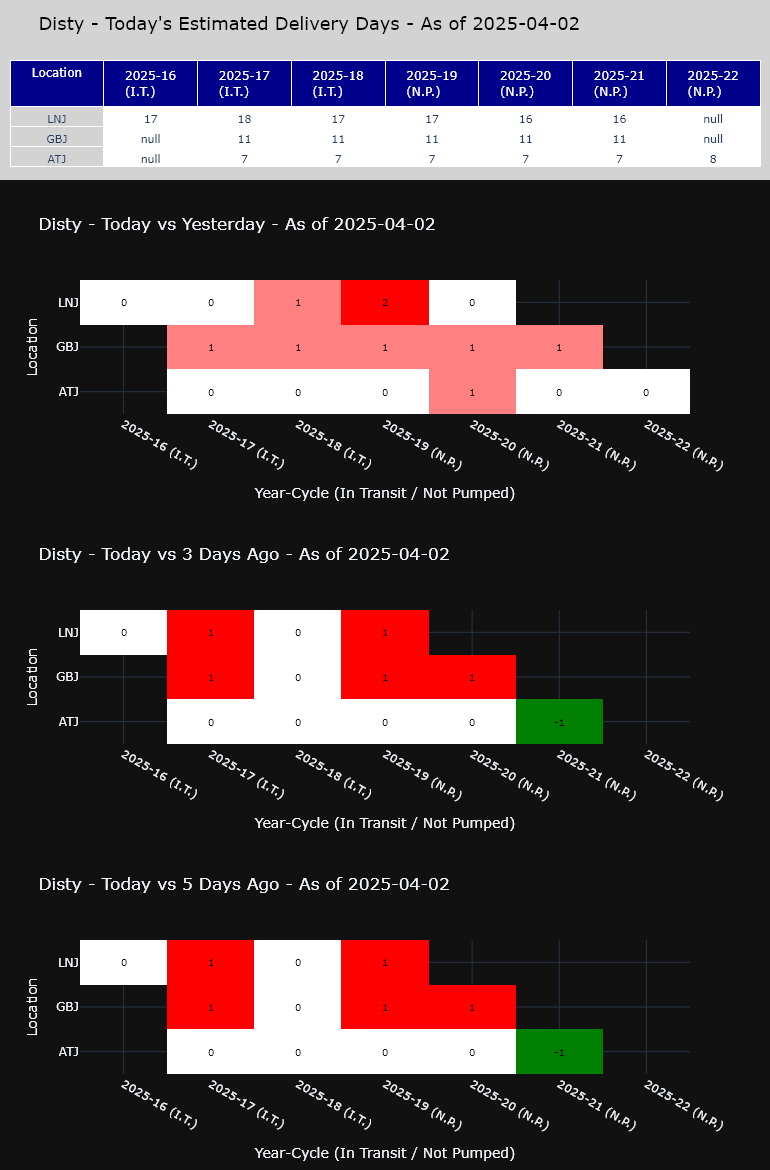 Disty - Today's Estimated Delivery Days - As of 2025-04-02
Location 2025-16 (I.T.) 2025-17 (I.T.) 2025-18 (I.T.) 2025-19 (N.P.) 2025-20 (N.P.) 2025-21 (N.P.) 2025-22 (N.P.)
LNJ 17 18 17 17 16 16 null
GBJ null 11 11 11 11 11 null
ATJ null 7 7 7 7 7 8
Disty - Today vs Yesterday - As of 2025-04-02
Location
LNJ 0 0 1 2 0
GBJ 1 1 1 1 1
ATJ 0 0 0 1 0 0
2025-16 (I.T.) 2025-17 (I.T.) 2025-18 (I.T.) 2025-19 (N.P.) 2025-20 (N.P.) 2025-21 (N.P.) 2025-22 (N.P.)
Year-Cycle (In Transit / Not Pumped)
Disty - Today vs 3 Days Ago - As of 2025-04-02
Location
LNJ 0 1 0 1
GBJ 1 0 1 1
ATJ 0 0 0 0 -1
2025-16 (I.T.) 2025-17 (I.T.) 2025-18 (I.T.) 2025-19 (N.P.) 2025-20 (N.P.) 2025-21 (N.P.) 2025-22 (N.P.)
Year-Cycle (In Transit / Not Pumped)
Disty - Today vs 5 Days Ago - As of 2025-04-02
Location
LNJ 0 1 0 1
GBJ 1 0 1 1
ATJ 0 0 0 0 -1
2025-16 (I.T.) 2025-17 (I.T.) 2025-18 (I.T.) 2025-19 (N.P.) 2025-20 (N.P.) 2025-21 (N.P.) 2025-22 (N.P.)
Year-Cycle (In Transit / Not Pumped)